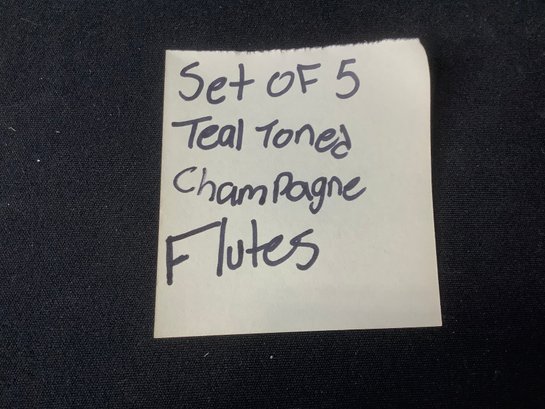 Set OF 5
Teal Toned
Champagne
Flutes